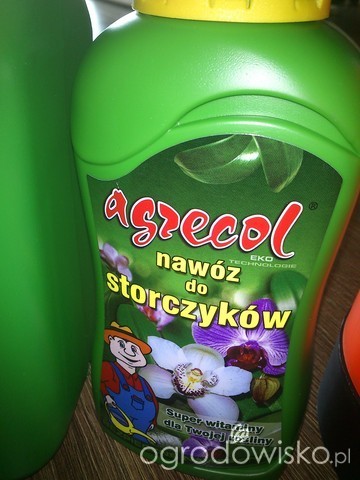 agrecol®
EKO
TECHNOLOGIE
nawóz
do
storczyków
Super witaminy
dla Twojej rośliny
ogrodowisko.pl